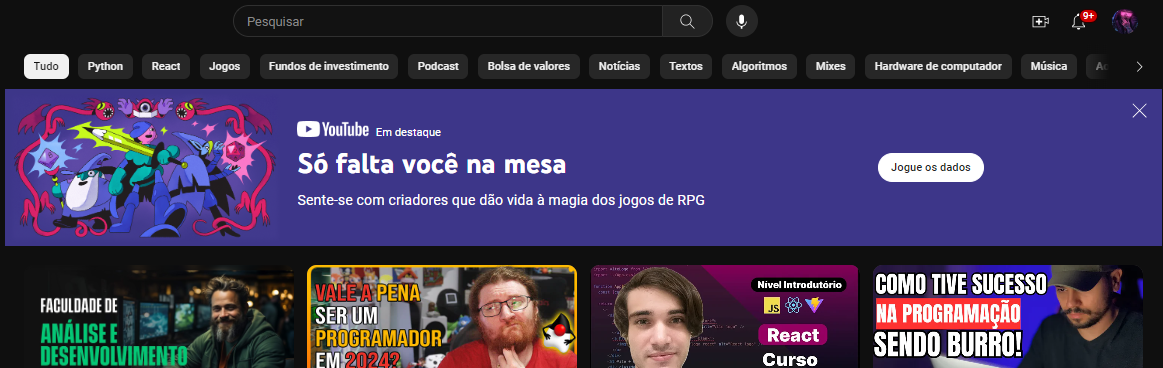 Pesquisar
9+
Tudo
Python
React
Jogos
Fundos de investimento
Podcast
Bolsa de valores
Notícias
Textos
Algoritmos
Mixes
Hardware de computador
Música
YouTube Em destaque
Só falta você na mesa
Sente-se com criadores que dão vida à magia dos jogos de RPG
Jogue os dados
FACULDADE DE
ANÁLISE E
DESENVOLVIMENTO
VALE A PENA
SER UM
PROGRAMADOR
EM 2024?
Nível Introdutório
JS
React
Curso
COMO TIVE SUCESSO
NA PROGRAMAÇÃO
SENDO BURRO!